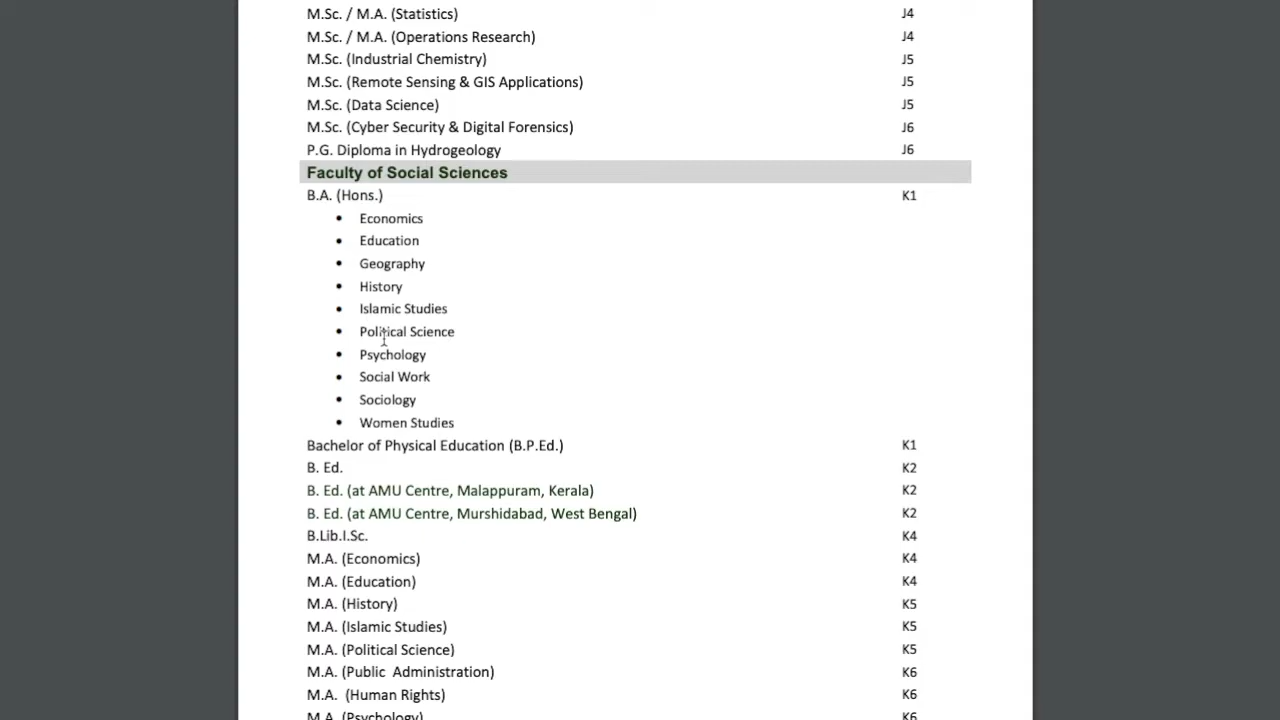 M.Sc. / M.A. (Statistics) J4
M.Sc. / M.A. (Operations Research) J4
M.Sc. (Industrial Chemistry) J5
M.Sc. (Remote Sensing & GIS Applications) J5
M.Sc. (Data Science) J5
M.Sc. (Cyber Security & Digital Forensics) J6
P.G. Diploma in Hydrogeology J6
Faculty of Social Sciences
B.A. (Hons.) K1
• Economics
• Education
• Geography
• History
• Islamic Studies
• Political Science
• Psychology
• Social Work
• Sociology
• Women Studies
Bachelor of Physical Education (B.P.Ed.) K1
B. Ed. K2
B. Ed. (at AMU Centre, Malappuram, Kerala) K2
B. Ed. (at AMU Centre, Murshidabad, West Bengal) K2
B.Lib.I.Sc. K4
M.A. (Economics) K4
M.A. (Education) K4
M.A. (History) K5
M.A. (Islamic Studies) K5
M.A. (Political Science) K5
M.A. (Public Administration) K6
M.A. (Human Rights) K6
M.A. (Psychology) K6